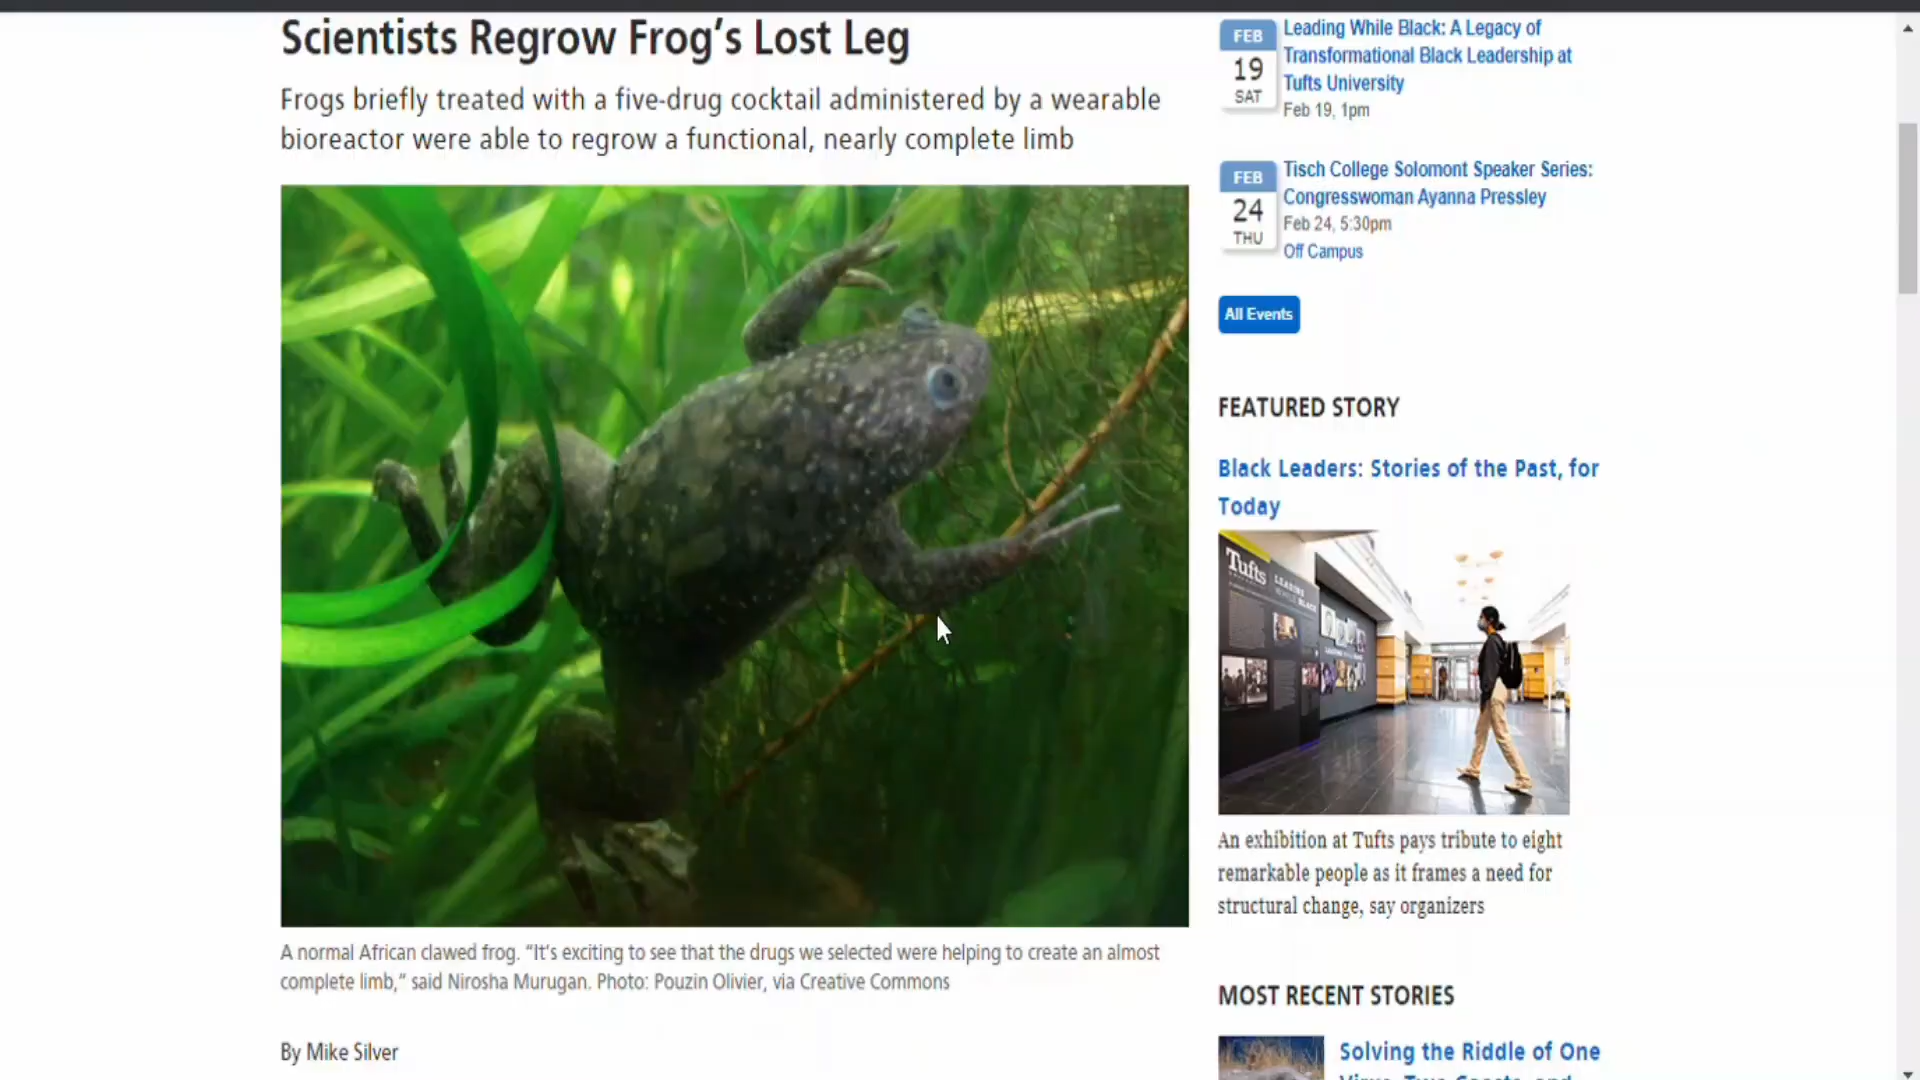 Scientists Regrow Frog’s Lost Leg
Frogs briefly treated with a five-drug cocktail administered by a wearable
bioreactor were able to regrow a functional, nearly complete limb
A normal African clawed frog. “It’s exciting to see that the drugs we selected were helping to create an almost
complete limb,” said Nirosha Murugan. Photo: Pouzin Olivier, via Creative Commons
By Mike Silver
FEB
19
SAT
Leading While Black: A Legacy of
Transformational Black Leadership at
Tufts University
Feb 19, 1pm
FEB
24
THU
Tisch College Solomont Speaker Series:
Congresswoman Ayanna Pressley
Feb 24, 5:30pm
Off Campus
All Events
FEATURED STORY
Black Leaders: Stories of the Past, for
Today
Tufts
LEADING
WHILE BLACK
An exhibition at Tufts pays tribute to eight
remarkable people as it frames a need for
structural change, say organizers
MOST RECENT STORIES
Solving the Riddle of One